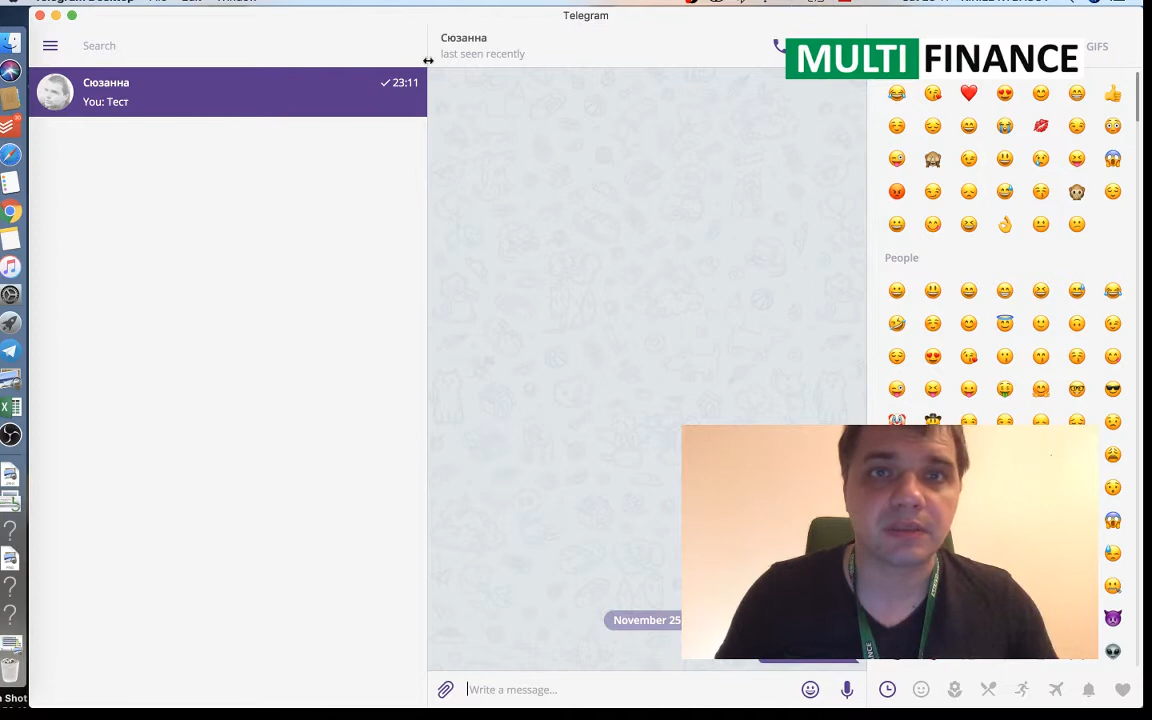 Telegram
Search
Сюзанна
last seen recently
MULTI FINANCE
GIFS
Сюзанна
23:11
You: Тест
People
November 25
Write a message...